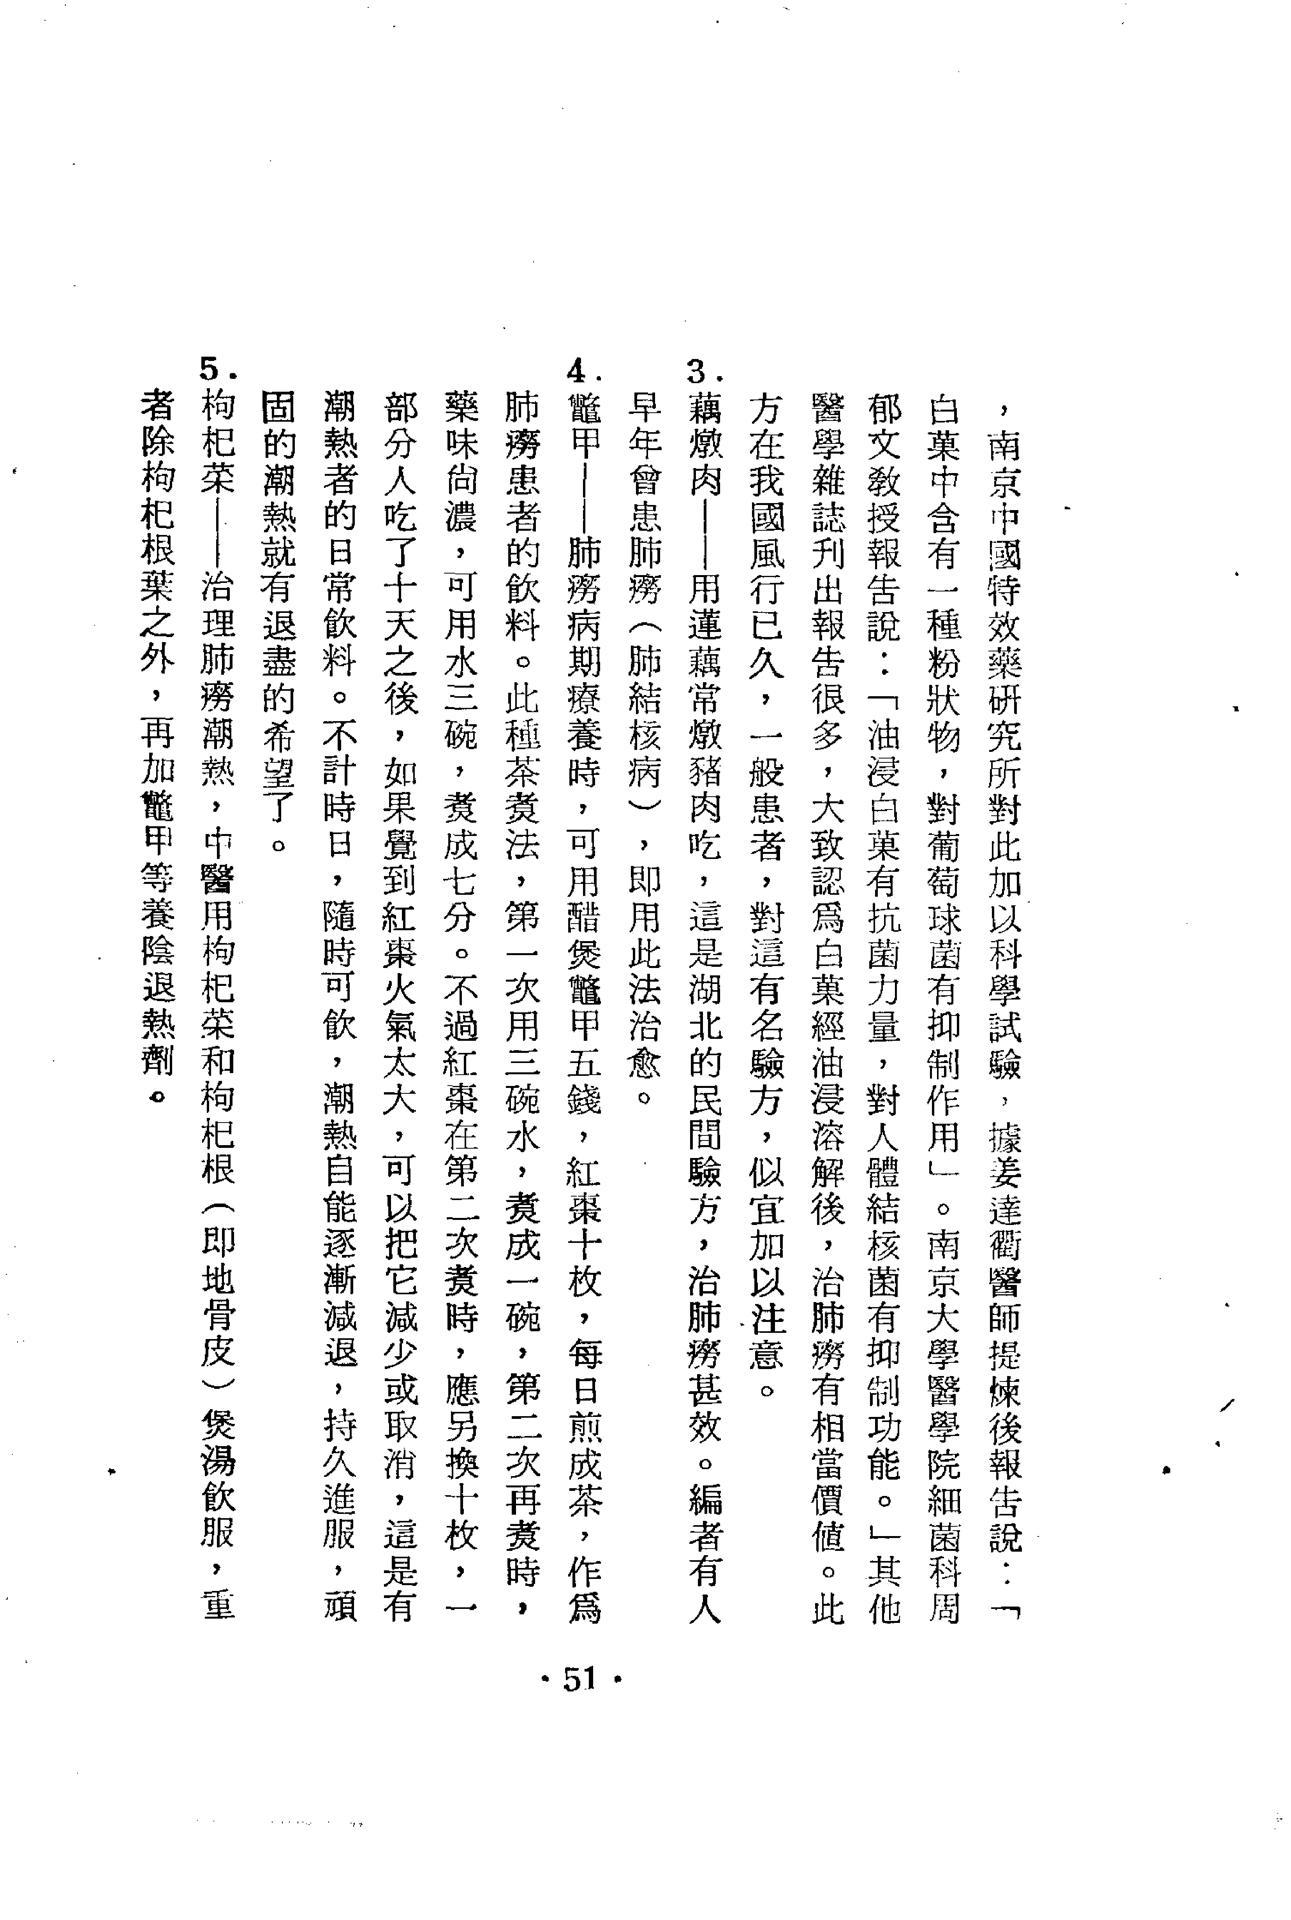 ，南京中國特效藥研究所對此加以科學試驗，據姜達衢醫師提煉後報告說：「
白菓中含有一種粉狀物，對葡萄球菌有抑制作用」。南京大學醫學院細菌科周
郁文教授報告說：「油浸白菓有抗菌力量，對人體結核菌有抑制功能。」其他
醫學雜誌刋出報告很多，大致認爲白菓經油浸溶解後，治肺癆有相當價値。此
方在我國風行已久，一般患者，對這有名驗方，似宜加以注意。
3.藕燉肉——用蓮藕常燉豬肉吃，這是湖北的民間驗方，治肺癆甚效。編者有人
早年曾患肺癆（肺結核病），即用此法治愈。
4.鼈甲——肺癆病期療養時，可用醋煲鼈甲五錢，紅棗十枚，每日煎成茶，作爲
肺癆患者的飲料。此種茶煑法，第一次用三碗水，煑成一碗，第二次再煑時，
藥味尙濃，可用水三碗，煑成七分。不過紅棗在第二次煑時，應另換十枚，一
部分人吃了十天之後，如果覺到紅棗火氣太大，可以把它減少或取消，這是有
潮熱者的日常飲料。不計時日，隨時可飲，潮熱自能逐漸減退，持久進服，頑
固的潮熱就有退盡的希望了。
5.枸杞菜——治理肺癆潮熱，中醫用枸杞菜和枸杞根（即地骨皮）煲湯飲服，重
者除枸杞根葉之外，再加鼈甲等養陰退熱劑。
·51·